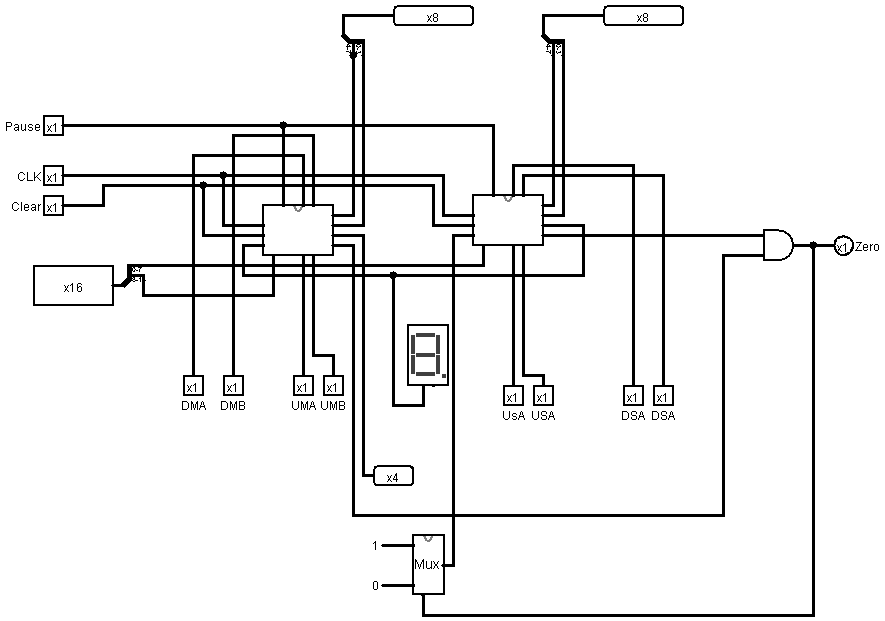 x8
x8
Pause x1
CLK x1
Clear x1
x1 Zero
x16
x1
x1
x1
x1
DMA
DMB
UMA
UMB
x1
x1
x1
x1
UsA
USA
DSA
DSA
x4
1
Mux
0